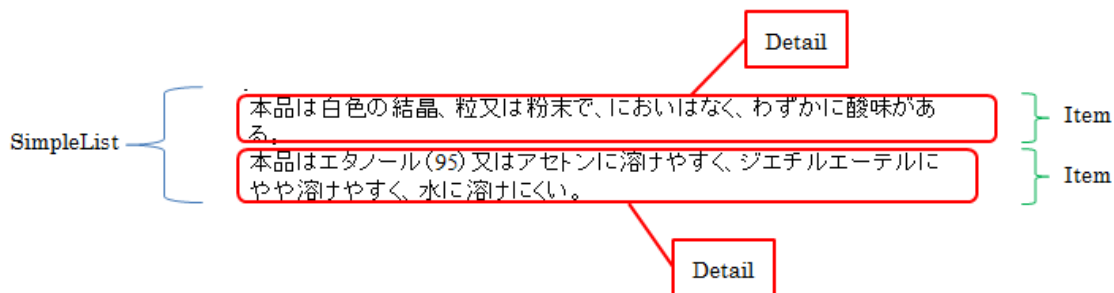 Detail
本品は白色の結晶、粒又は粉末で、においはなく、わずかに酸味があ
る。
Item
SimpleList
本品はエタノール(95)又はアセトンに溶けやすく、ジエチルエーテルに
やや溶けやすく、水に溶けにくい。
Item
Detail